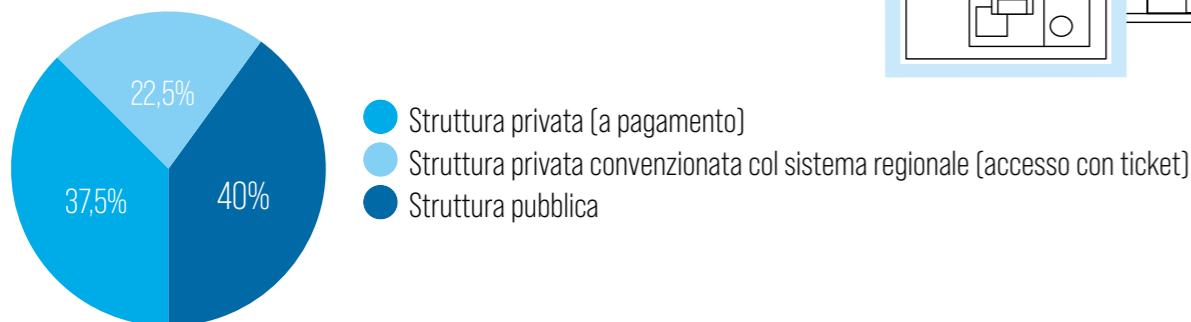 22,5%
37,5%
40%
Struttura privata (a pagamento)
Struttura privata convenzionata col sistema regionale (accesso con ticket)
Struttura pubblica